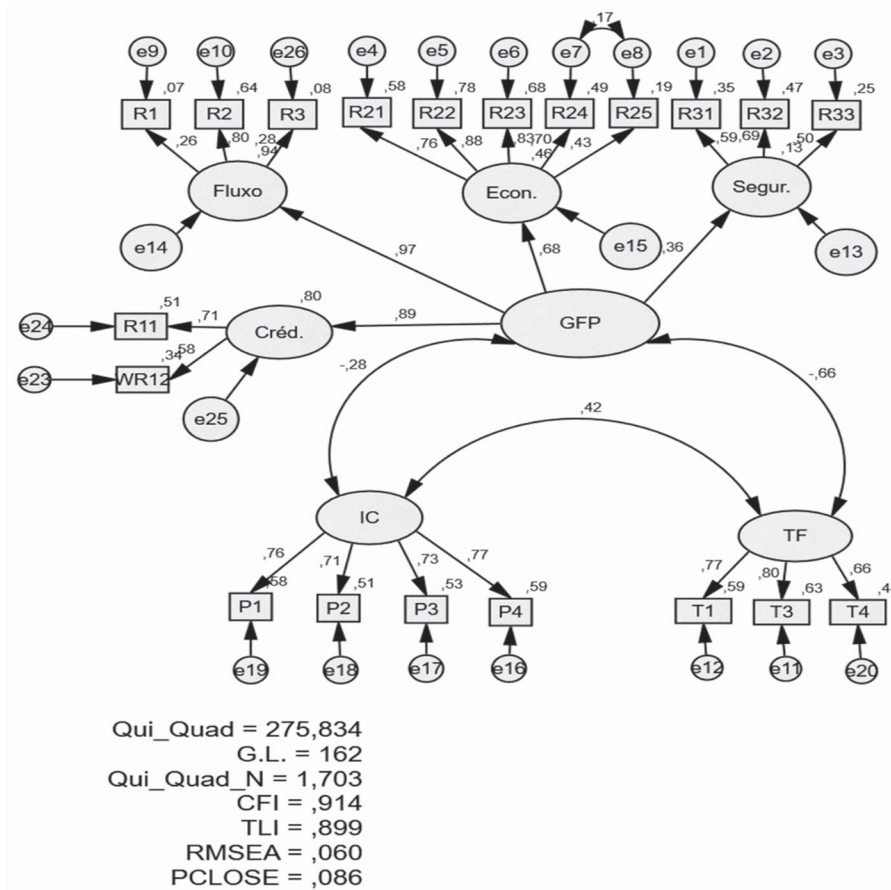 ,17
e9 e10 e26 e4 e5 e6 e7 e8 e1 e2 e3
,07 ,64 ,08 ,58 ,78 ,68 ,49 ,19 ,35 ,47 ,25
R1 R2 R3 R21 R22 R23 R24 R25 R31 R32 R33
,26 ,80 ,28 ,76 ,88 ,83 ,70 ,43 ,59 ,69 ,50
,94 ,46 ,13
Fluxo Econ. Segur.
e14 e15 e13
,97 ,68 ,36
,80
,51
e24 R11 ,71 Créd. ,89 GFP
,34 ,58
e23 WR12 -,28 -,66
e25 ,42
IC TF
,76 ,71 ,73 ,77 ,77 ,80 ,66
,58 ,51 ,53 ,59 ,59 ,63 ,4
P1 P2 P3 P4 T1 T3 T4
e19 e18 e17 e16 e12 e11 e20
Qui_Quad = 275,834
G.L. = 162
Qui_Quad_N = 1,703
CFI = ,914
TLI = ,899
RMSEA = ,060
PCLOSE = ,086